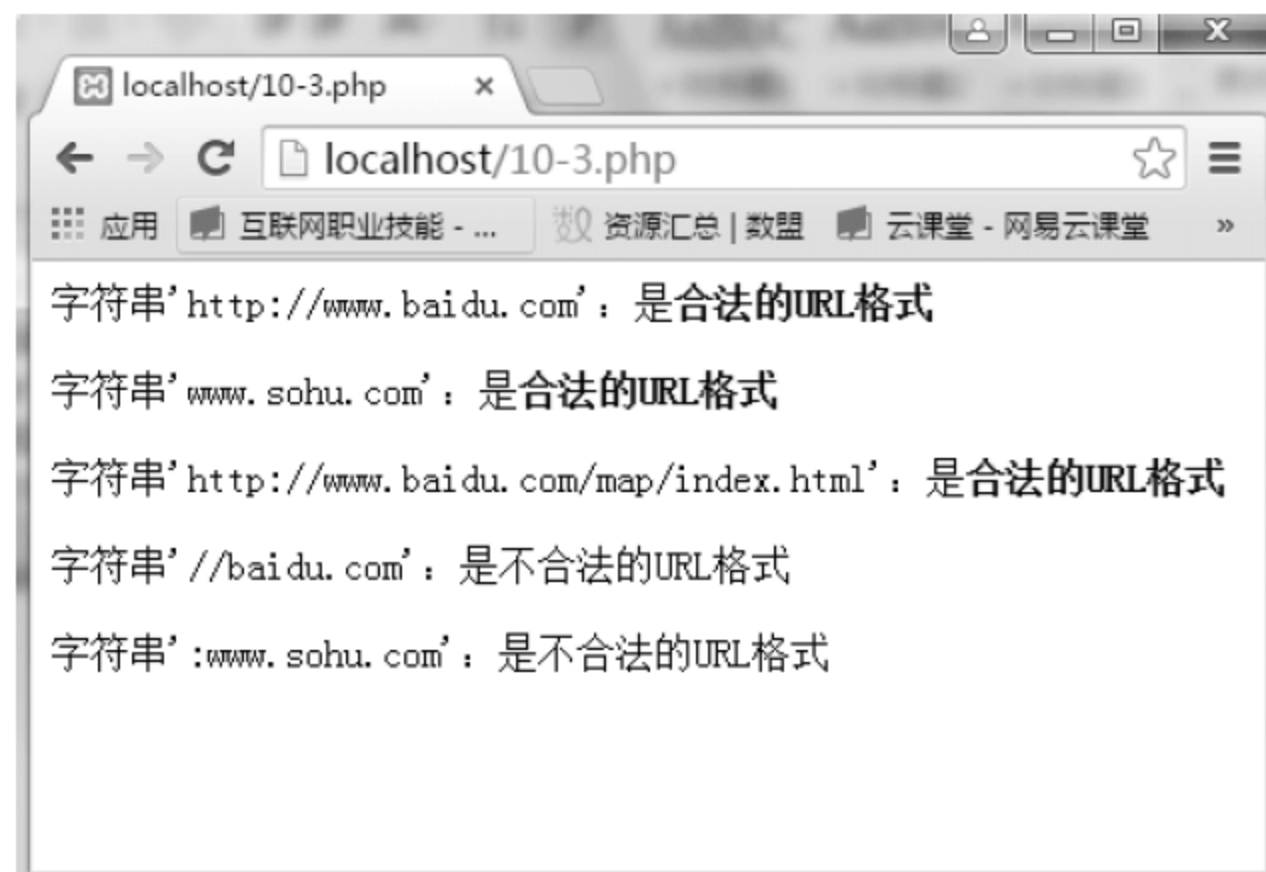 localhost/10-3.php
localhost/10-3.php
应用 互联网职业技能 - ... 资源汇总 | 数盟 云课堂 - 网易云课堂 »
字符串'http://www.baidu.com'：是合法的URL格式
字符串'www.sohu.com'：是合法的URL格式
字符串'http://www.baidu.com/map/index.html'：是合法的URL格式
字符串'//baidu.com'：是不合法的URL格式
字符串':www.sohu.com'：是不合法的URL格式